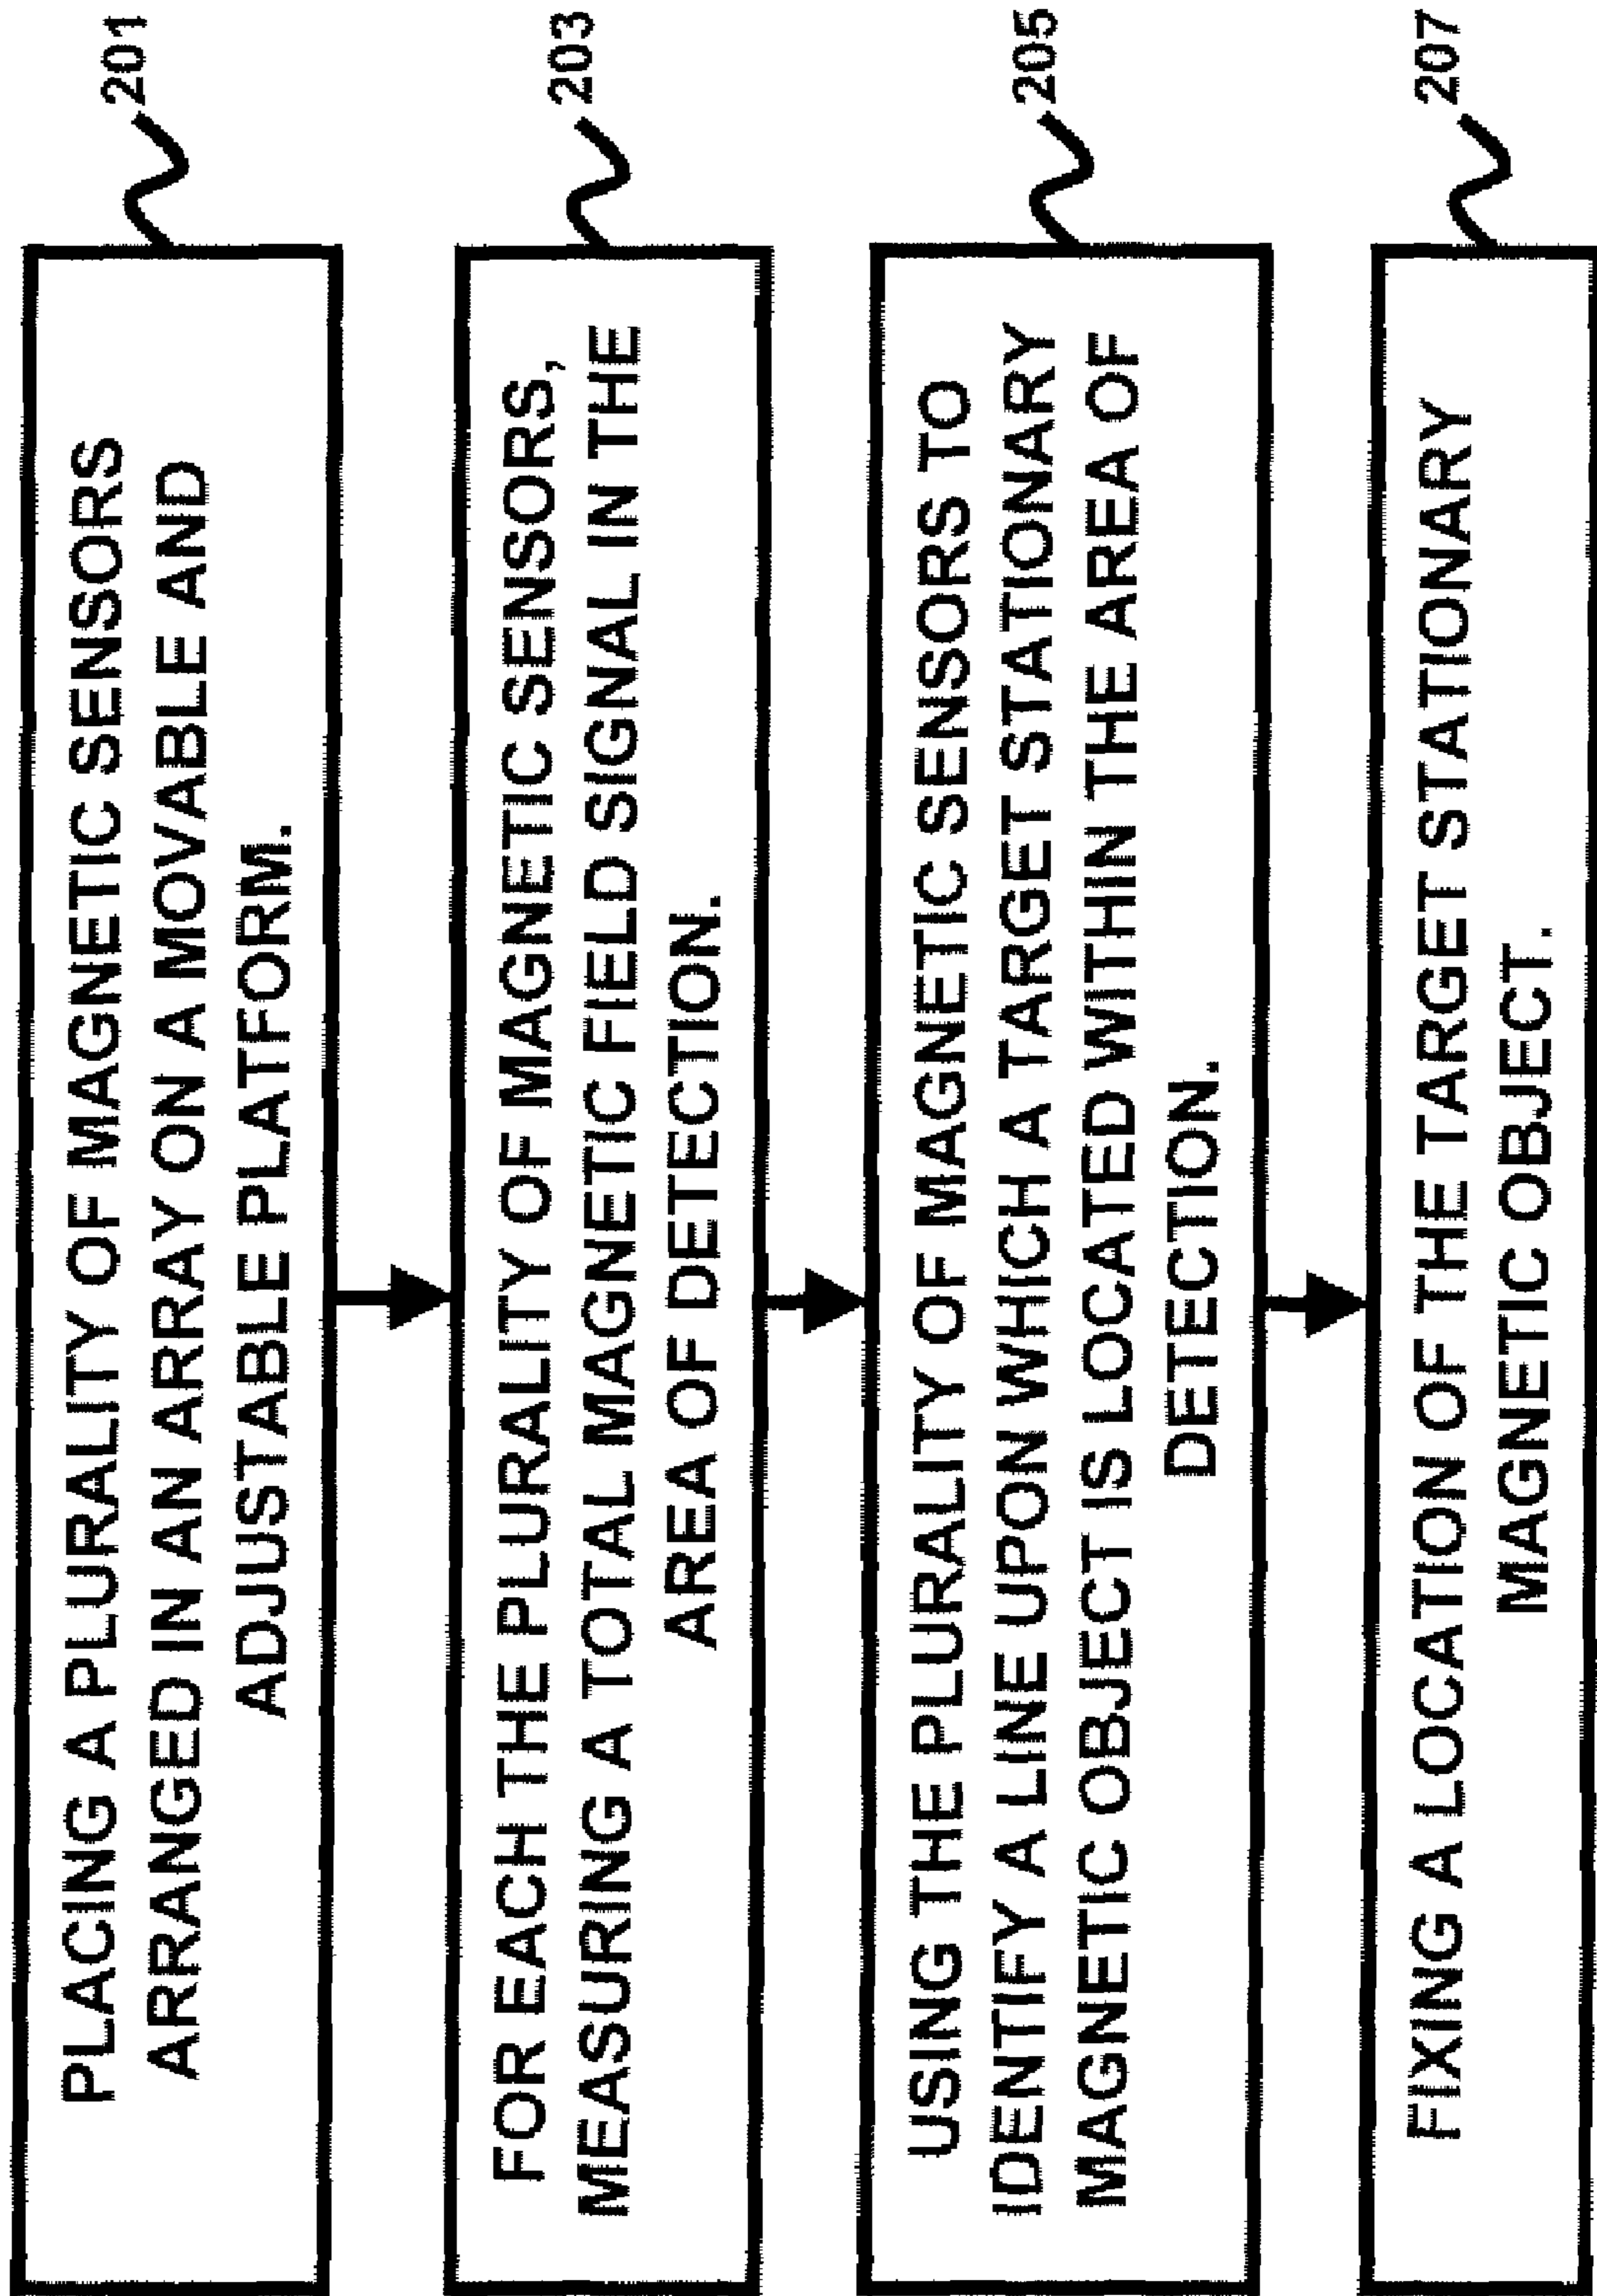 PLACING A PLURALITY OF MAGNETIC SENSORS
ARRANGED IN AN ARRAY ON A MOVABLE AND
ADJUSTABLE PLATFORM.
201
FOR EACH THE PLURALITY OF MAGNETIC SENSORS,
MEASURING A TOTAL MAGNETIC FIELD SIGNAL IN THE
AREA OF DETECTION.
203
USING THE PLURALITY OF MAGNETIC SENSORS TO
IDENTIFY A LINE UPON WHICH A TARGET STATIONARY
MAGNETIC OBJECT IS LOCATED WITHIN THE AREA OF
DETECTION.
205
FIXING A LOCATION OF THE TARGET STATIONARY
MAGNETIC OBJECT.
207